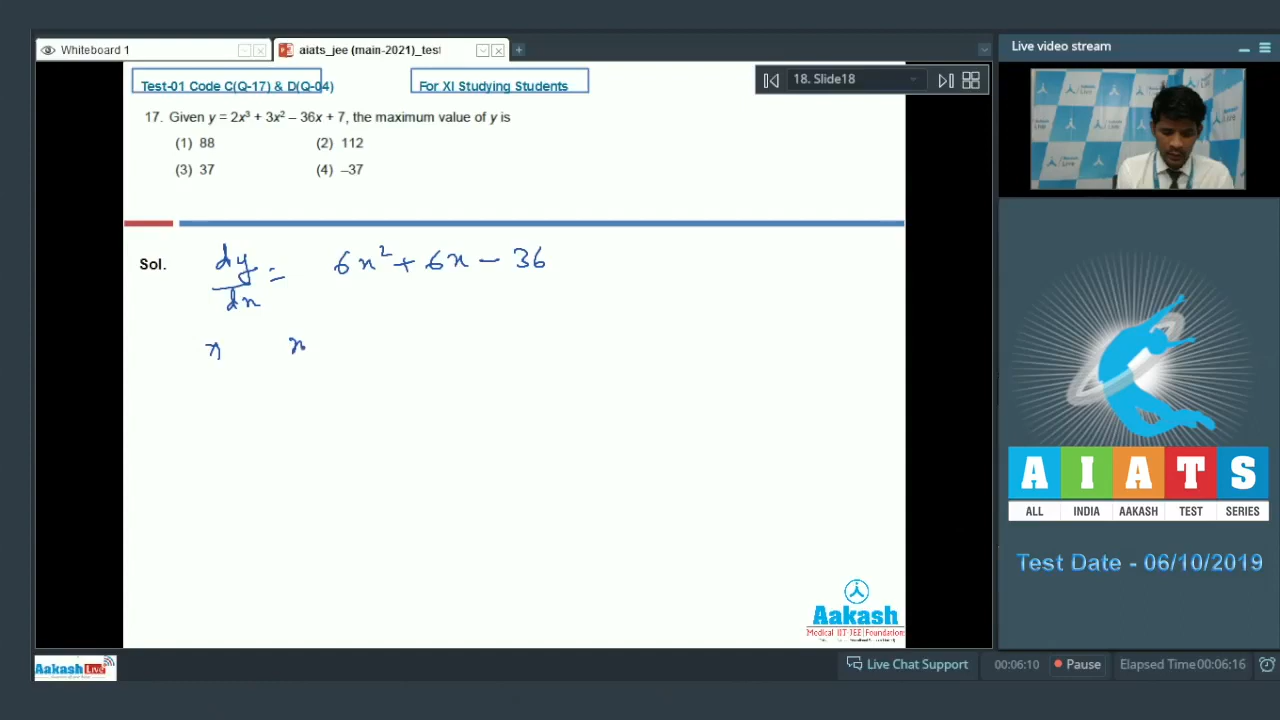 Whiteboard 1
aiats_jee (main-2021)_test
Live video stream
Test-01 Code C(Q-17) & D(Q-04)
For XI Studying Students
18. Slide18
17. Given y = 2x³ + 3x² – 36x + 7, the maximum value of y is
(1) 88
(2) 112
(3) 37
(4) –37
Sol.
dy/dx = 6x² + 6x – 36
x
AIATS
ALL INDIA AAKASH TEST SERIES
Test Date - 06/10/2019
Aakash
Medical IIT-JEE Foundations
Aakash Live
Live Chat Support
00:06:10
Pause
Elapsed Time 00:06:16